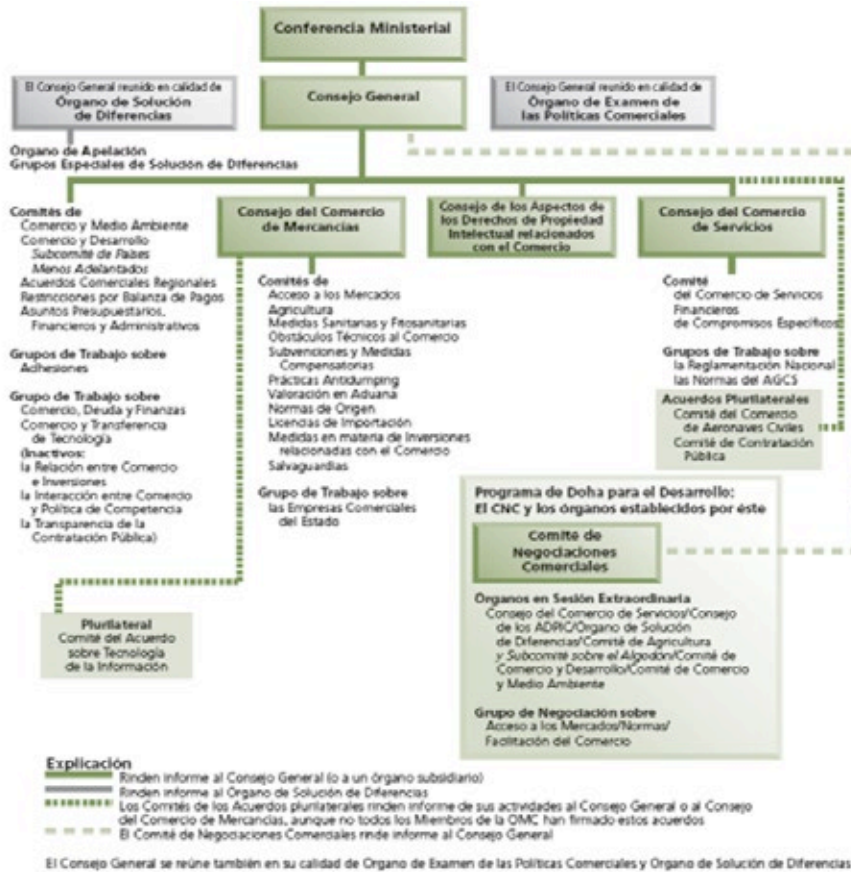 Conferencia Ministerial
El Consejo General reunido en calidad de
Órgano de Solución
de Diferencias
Consejo General
El Consejo General reunido en calidad de
Órgano de Examen de
las Políticas Comerciales
Órgano de Apelación
Grupos Especiales de Solución de Diferencias
Comités de
Comercio y Medio Ambiente
Comercio y Desarrollo
Subcomité de Países
Menos Adelantados
Acuerdos Comerciales Regionales
Restricciones por Balanza de Pagos
Asuntos Presupuestarios,
Financieros y Administrativos
Grupos de Trabajo sobre
Adhesiones
Grupo de Trabajo sobre
Comercio, Deuda y Finanzas
Comercio y Transferencia
de Tecnología
(Inactivos:
la Relación entre Comercio
e Inversiones
la Interacción entre Comercio
y Política de Competencia
la Transparencia de la
Contratación Pública)
Plurilateral
Comité del Acuerdo
sobre Tecnología
de la Información
Consejo del Comercio
de Mercancías
Comités de
Acceso a los Mercados
Agricultura
Medidas Sanitarias y Fitosanitarias
Obstáculos Técnicos al Comercio
Subvenciones y Medidas
Compensatorias
Prácticas Antidumping
Valoración en Aduana
Normas de Origen
Licencias de Importación
Medidas en materia de Inversiones
relacionadas con el Comercio
Salvaguardias
Grupo de Trabajo sobre
las Empresas Comerciales
del Estado
Consejo de los Aspectos de
los Derechos de Propiedad
Intelectual relacionados
con el Comercio
Consejo del Comercio
de Servicios
Comité
del Comercio de Servicios
Financieros
de Compromisos Específicos
Grupos de Trabajo sobre
la Reglamentación Nacional
las Normas del AGCS
Acuerdos Plurilaterales
Comité del Comercio
de Aeronaves Civiles
Comité de Contratación
Pública
Programa de Doha para el Desarrollo:
El CNC y los órganos establecidos por éste
Comité de
Negociaciones
Comerciales
Órganos en Sesión Extraordinaria
Consejo del Comercio de Servicios/Consejo
de los ADPIC/Órgano de Solución
de Diferencias/Comité de Agricultura
y Subcomité sobre el Algodón/Comité de
Comercio y Desarrollo/Comité de Comercio
y Medio Ambiente
Grupo de Negociación sobre
Acceso a los Mercados/Normas/
Facilitación del Comercio
Explicación
Rinden informe al Consejo General (o a un órgano subsidiario)
Rinden informe al Órgano de Solución de Diferencias
Los Comités de los Acuerdos plurilaterales rinden informe de sus actividades al Consejo General o al Consejo
del Comercio de Mercancías, aunque no todos los Miembros de la OMC han firmado estos acuerdos
El Comité de Negociaciones Comerciales rinde informe al Consejo General
El Consejo General se reúne también en su calidad de Órgano de Examen de las Políticas Comerciales y Órgano de Solución de Diferencias